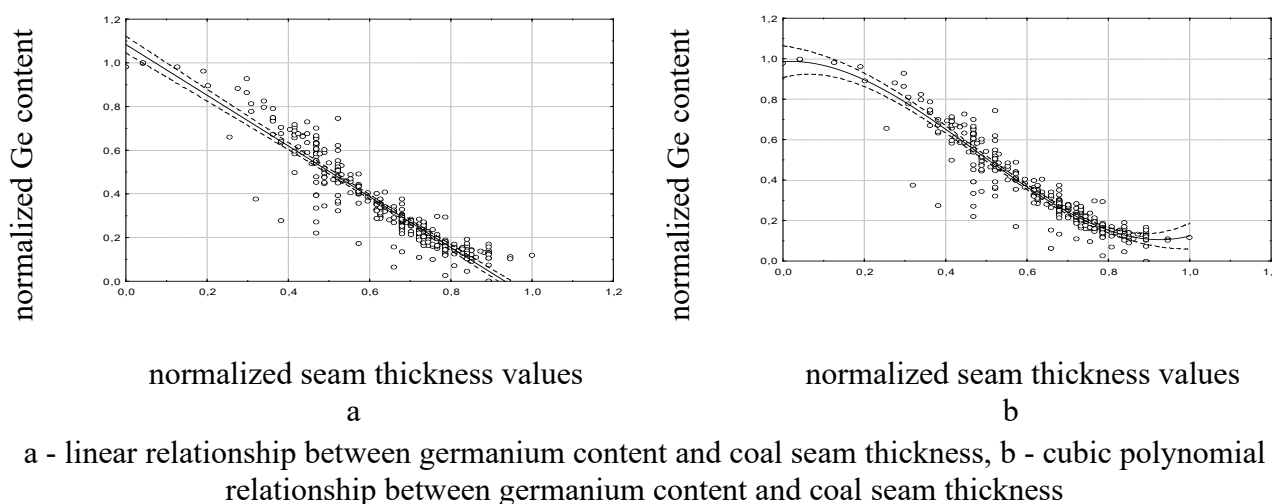 normalized Ge content
1,2
1,0
0,8
0,6
0,4
0,2
0,0
0,0 0,2 0,4 0,6 0,8 1,0 1,2
normalized seam thickness values
a
normalized Ge content
1,2
1,0
0,8
0,6
0,4
0,2
0,0
0,0 0,2 0,4 0,6 0,8 1,0 1,2
normalized seam thickness values
b
a - linear relationship between germanium content and coal seam thickness, b - cubic polynomial
relationship between germanium content and coal seam thickness